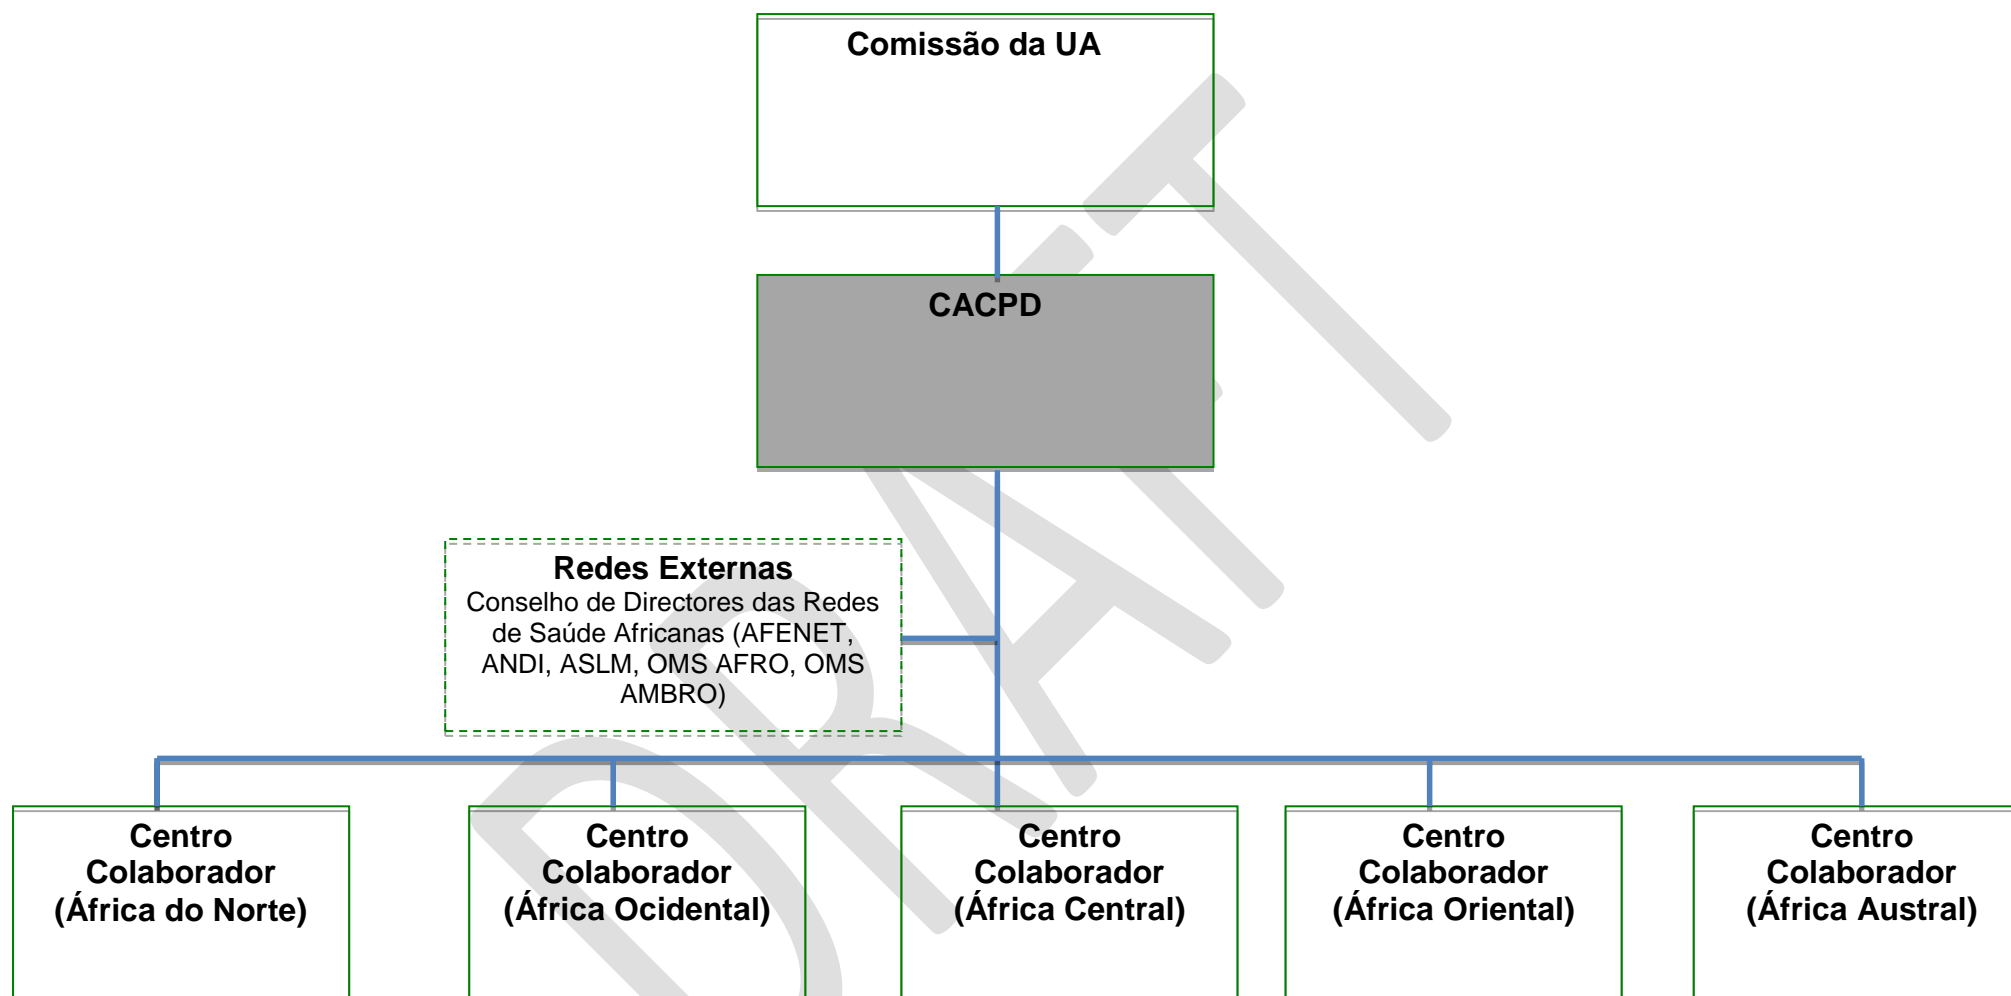 Comissão da UA
CACPD
Redes Externas
Conselho de Directores das Redes
de Saúde Africanas (AFENET,
ANDI, ASLM, OMS AFRO, OMS
AMBRO)
Centro
Colaborador
(África do Norte)
Centro
Colaborador
(África Ocidental)
Centro
Colaborador
(África Central)
Centro
Colaborador
(África Oriental)
Centro
Colaborador
(África Austral)
DRAFT